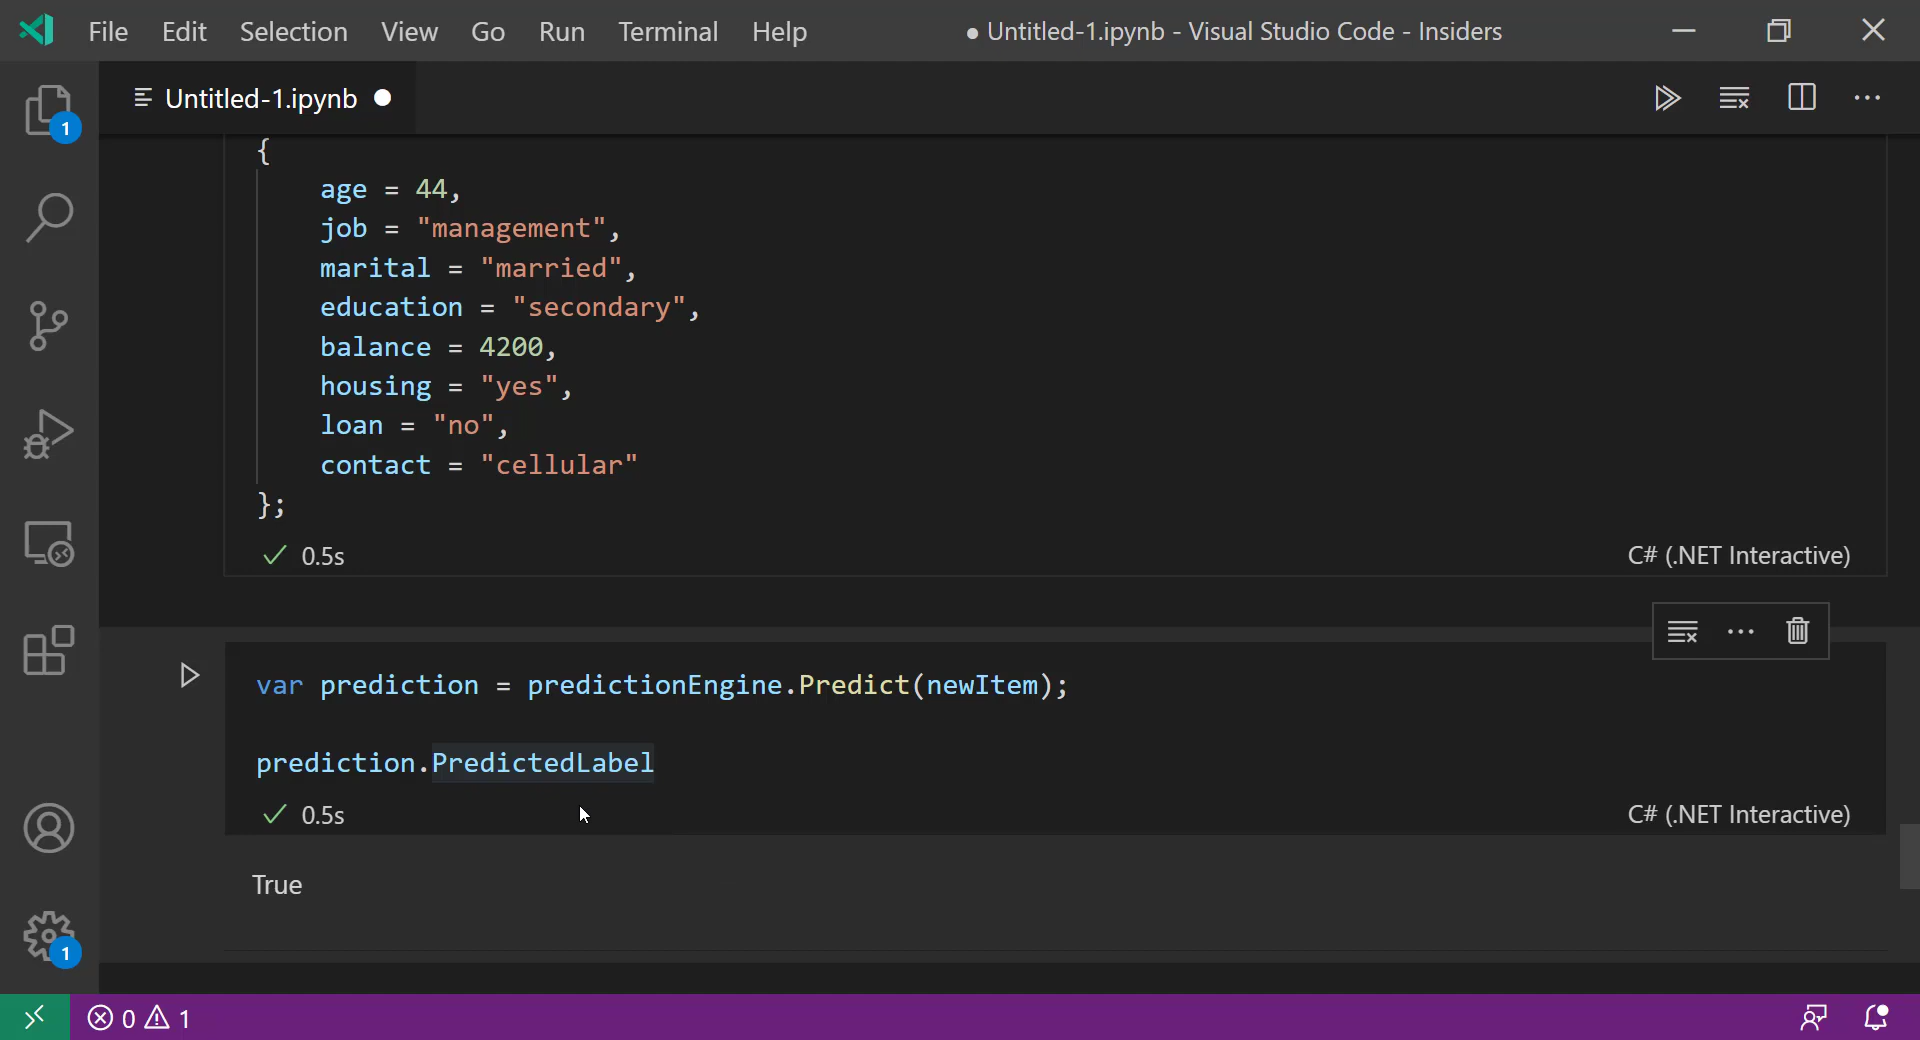 File Edit Selection View Go Run Terminal Help ● Untitled-1.ipynb - Visual Studio Code - Insiders
Untitled-1.ipynb
1
{
age = 44,
job = "management",
marital = "married",
education = "secondary",
balance = 4200,
housing = "yes",
loan = "no",
contact = "cellular"
};
0.5s C# (.NET Interactive)
var prediction = predictionEngine.Predict(newItem);
prediction.PredictedLabel
0.5s C# (.NET Interactive)
True
1
0 1